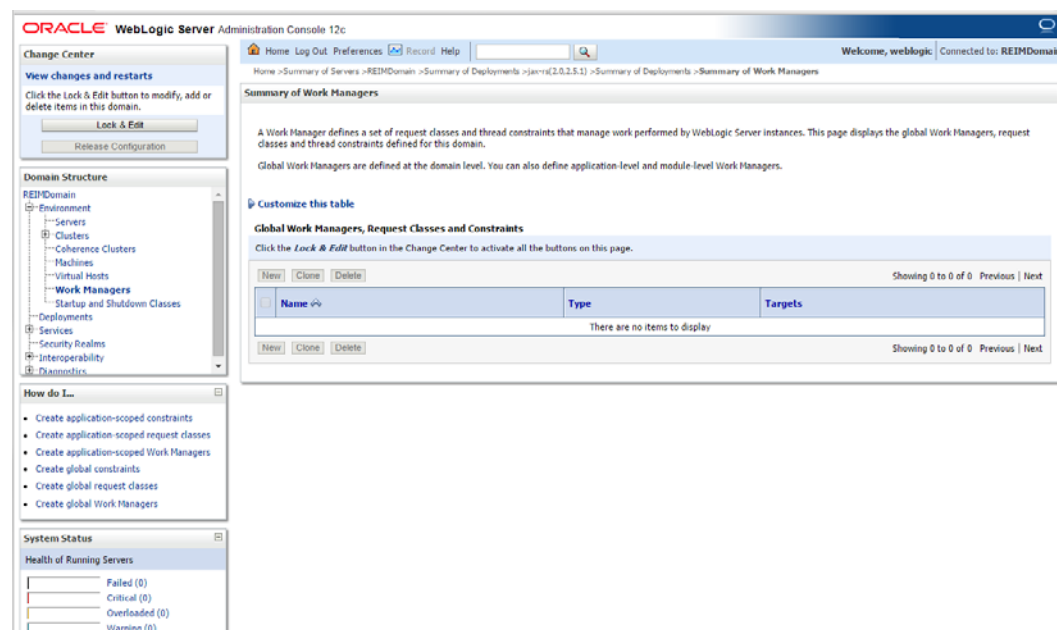 ORACLE WebLogic Server Administration Console 12c
Change Center
View changes and restarts
Click the Lock & Edit button to modify, add or
delete items in this domain.
Lock & Edit
Release Configuration
Domain Structure
REIMDomain
Environment
Servers
Clusters
Coherence Clusters
Machines
Virtual Hosts
Work Managers
Startup and Shutdown Classes
Deployments
Services
Security Realms
Interoperability
Diagnostics
How do I...
Create application-scoped constraints
Create application-scoped request classes
Create application-scoped Work Managers
Create global constraints
Create global request classes
Create global Work Managers
System Status
Health of Running Servers
Failed (0)
Critical (0)
Overloaded (0)
Warning (0)
Home Log Out Preferences Record Help
Welcome, weblogic Connected to: REIMDomain
Home >Summary of Servers >REIMDomain >Summary of Deployments >jax-rs(2.0,2.5.1) >Summary of Deployments >Summary of Work Managers
Summary of Work Managers
A Work Manager defines a set of request classes and thread constraints that manage work performed by WebLogic Server instances. This page displays the global Work Managers, request
classes and thread constraints defined for this domain.
Global Work Managers are defined at the domain level. You can also define application-level and module-level Work Managers.
Customize this table
Global Work Managers, Request Classes and Constraints
Click the Lock & Edit button in the Change Center to activate all the buttons on this page.
New Clone Delete Showing 0 to 0 of 0 Previous | Next
Name Type Targets
There are no items to display
New Clone Delete Showing 0 to 0 of 0 Previous | Next